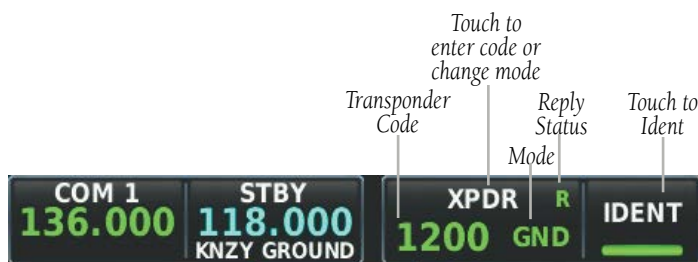 Touch to
enter code or
change mode
Transponder
Code
Reply
Status
Touch to
Ident
Mode
COM 1
136.000
STBY
118.000
KNZY GROUND
XPDR
R
1200
GND
IDENT